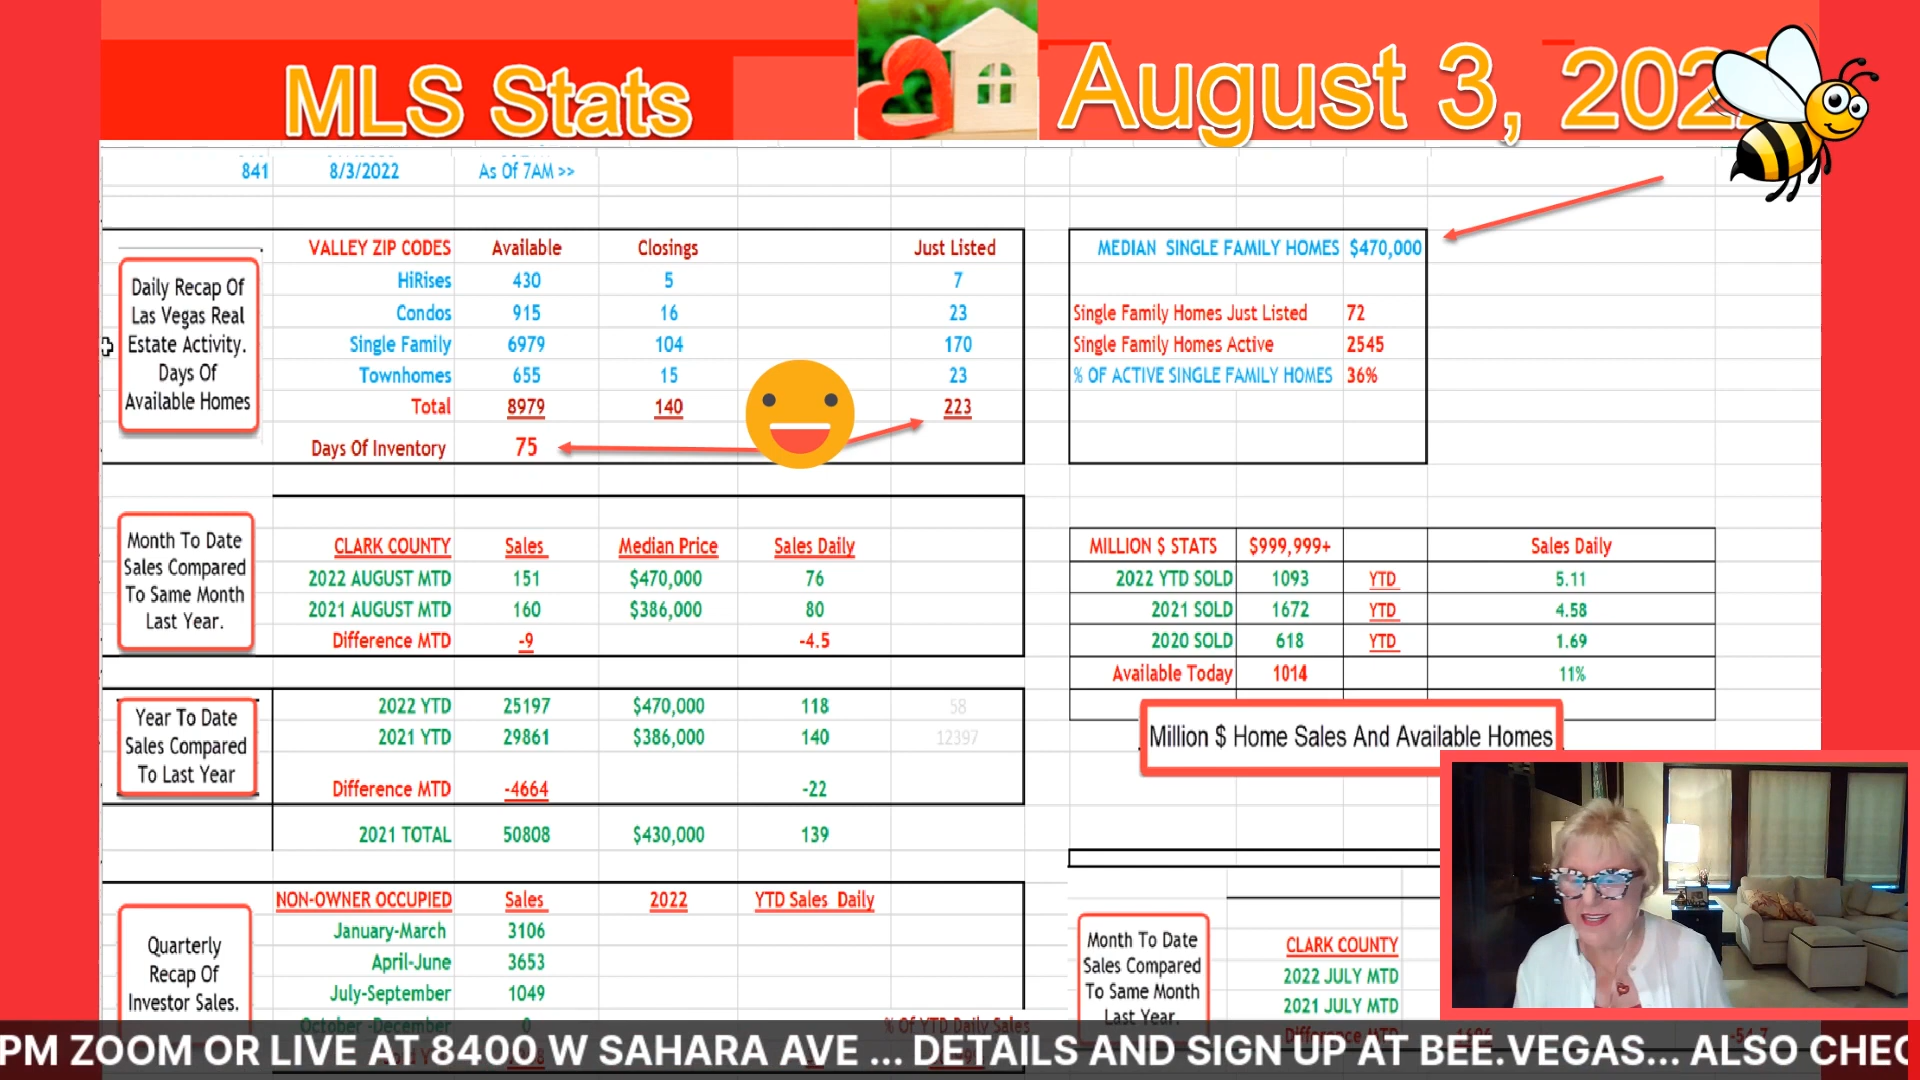 MLS Stats
August 3, 202
841 8/3/2022 As Of 7AM >>
Daily Recap Of
Las Vegas Real
Estate Activity.
Days Of
Available Homes
VALLEY ZIP CODES Available Closings Just Listed
HiRises 430 5 7
Condos 915 16 23
Single Family 6979 104 170
Townhomes 655 15 23
Total 8979 140 223
Days Of Inventory 75
MEDIAN SINGLE FAMILY HOMES $470,000
Single Family Homes Just Listed 72
Single Family Homes Active 2545
% OF ACTIVE SINGLE FAMILY HOMES 36%
Month To Date
Sales Compared
To Same Month
Last Year.
CLARK COUNTY Sales Median Price Sales Daily
2022 AUGUST MTD 151 $470,000 76
2021 AUGUST MTD 160 $386,000 80
Difference MTD -9 -4.5
MILLION $ STATS $999,999+ Sales Daily
2022 YTD SOLD 1093 YTD 5.11
2021 SOLD 1672 YTD 4.58
2020 SOLD 618 YTD 1.69
Available Today 1014 11%
Million $ Home Sales And Available Homes
Year To Date
Sales Compared
To Last Year
2022 YTD 25197 $470,000 118 58
2021 YTD 29861 $386,000 140 12397
Difference MTD -4664 -22
2021 TOTAL 50808 $430,000 139
Quarterly
Recap Of
Investor Sales.
NON-OWNER OCCUPIED Sales 2022 YTD Sales Daily
January-March 3106
April-June 3653
July-September 1049
October -December 0 % Of YTD Daily Sales
Month To Date
Sales Compared
To Same Month
Last Year.
CLARK COUNTY
2022 JULY MTD
2021 JULY MTD
Difference MTD
PM ZOOM OR LIVE AT 8400 W SAHARA AVE ... DETAILS AND SIGN UP AT BEE.VEGAS... ALSO CHEC